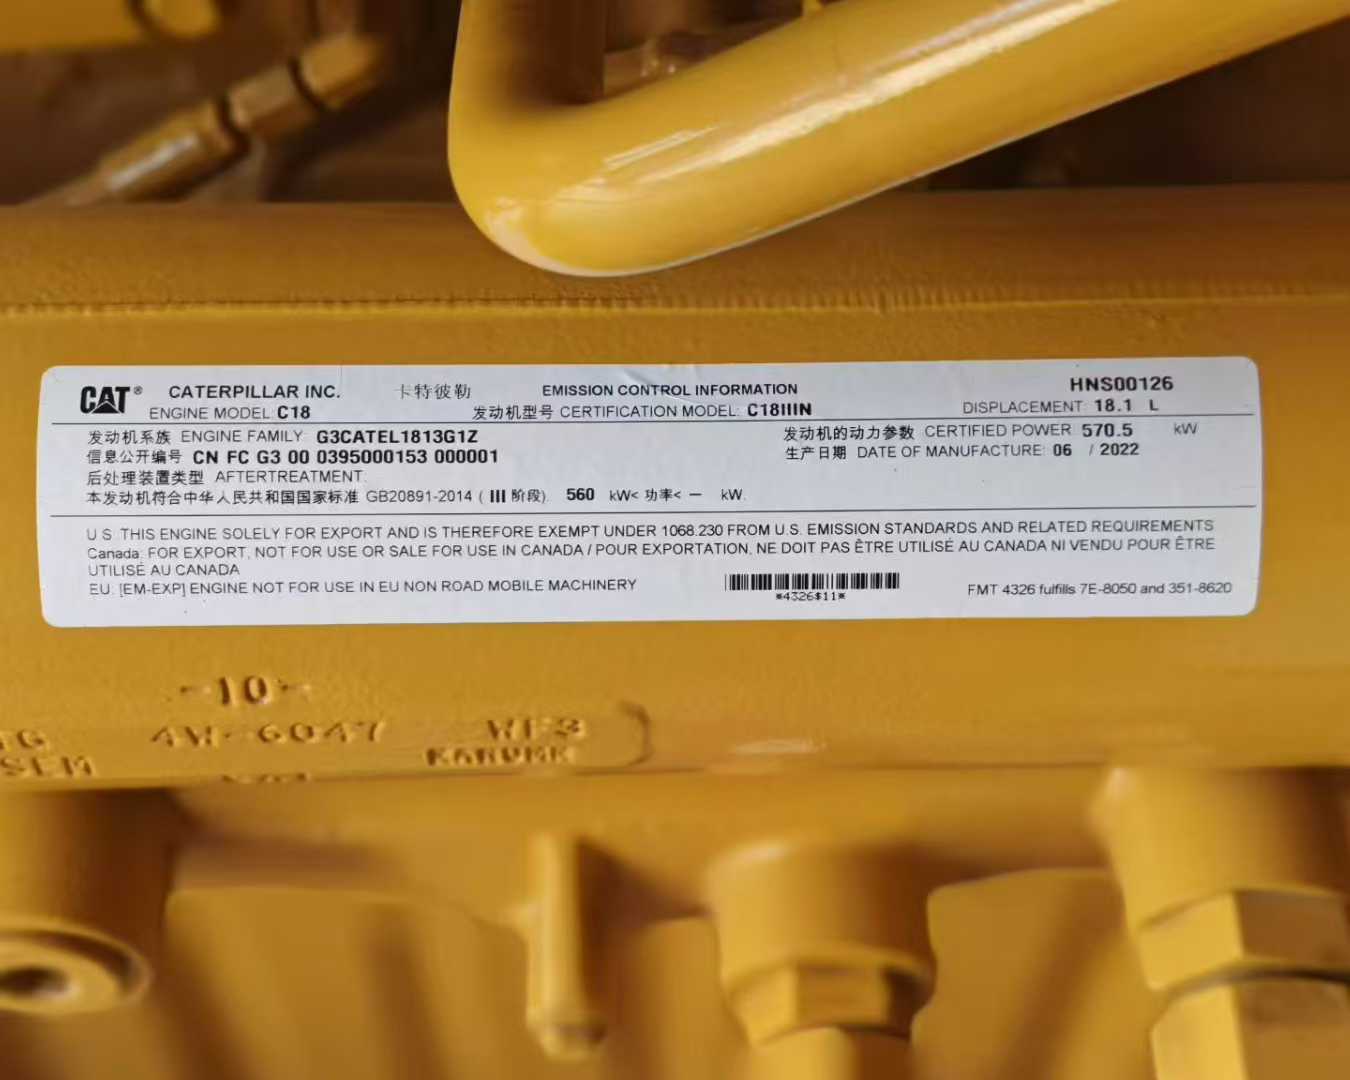 CAT® CATERPILLAR INC. 卡特彼勒 EMISSION CONTROL INFORMATION HNS00126
ENGINE MODEL: C18 发动机型号 CERTIFICATION MODEL: C18IIIN DISPLACEMENT: 18.1 L
发动机系族 ENGINE FAMILY: G3CATEL1813G1Z 发动机的动力参数 CERTIFIED POWER: 570.5 kW
信息公开编号 CN FC G3 00 0395000153 000001 生产日期 DATE OF MANUFACTURE: 06 / 2022
后处理装置类型 AFTERTREATMENT:
本发动机符合中华人民共和国国家标准 GB20891-2014 ( III 阶段). 560 kW< 功率< — kW.
U.S. THIS ENGINE SOLELY FOR EXPORT AND IS THEREFORE EXEMPT UNDER 1068.230 FROM U.S. EMISSION STANDARDS AND RELATED REQUIREMENTS
Canada: FOR EXPORT, NOT FOR USE OR SALE FOR USE IN CANADA / POUR EXPORTATION, NE DOIT PAS ÊTRE UTILISÉ AU CANADA NI VENDU POUR ÊTRE
UTILISÉ AU CANADA
EU: [EM-EXP] ENGINE NOT FOR USE IN EU NON ROAD MOBILE MACHINERY
*4326$11*
FMT 4326 fulfills 7E-8050 and 351-8620
-10-
4W-6047 WF3